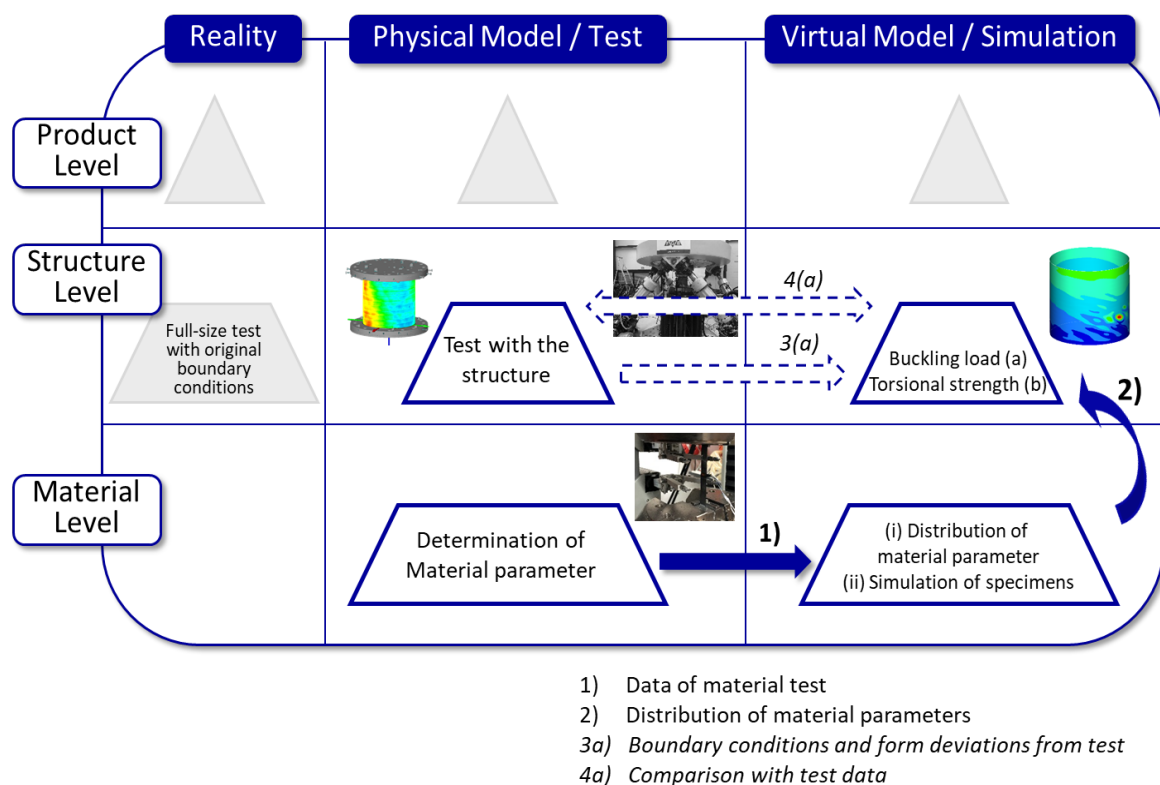 Reality
Physical Model / Test
Virtual Model / Simulation
Product
Level
Structure
Level
Full-size test
with original
boundary
conditions
Test with the
structure
4(a)
3(a)
Buckling load (a)
Torsional strength (b)
2)
Material
Level
Determination of
Material parameter
1)
(i) Distribution of
material parameter
(ii) Simulation of specimens
1) Data of material test
2) Distribution of material parameters
3a) Boundary conditions and form deviations from test
4a) Comparison with test data